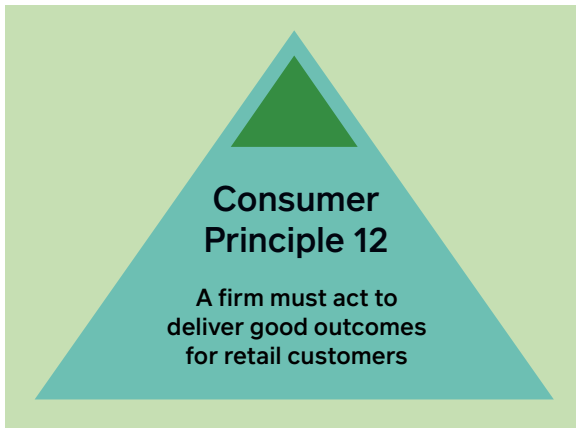 Consumer
Principle 12
A firm must act to
deliver good outcomes
for retail customers